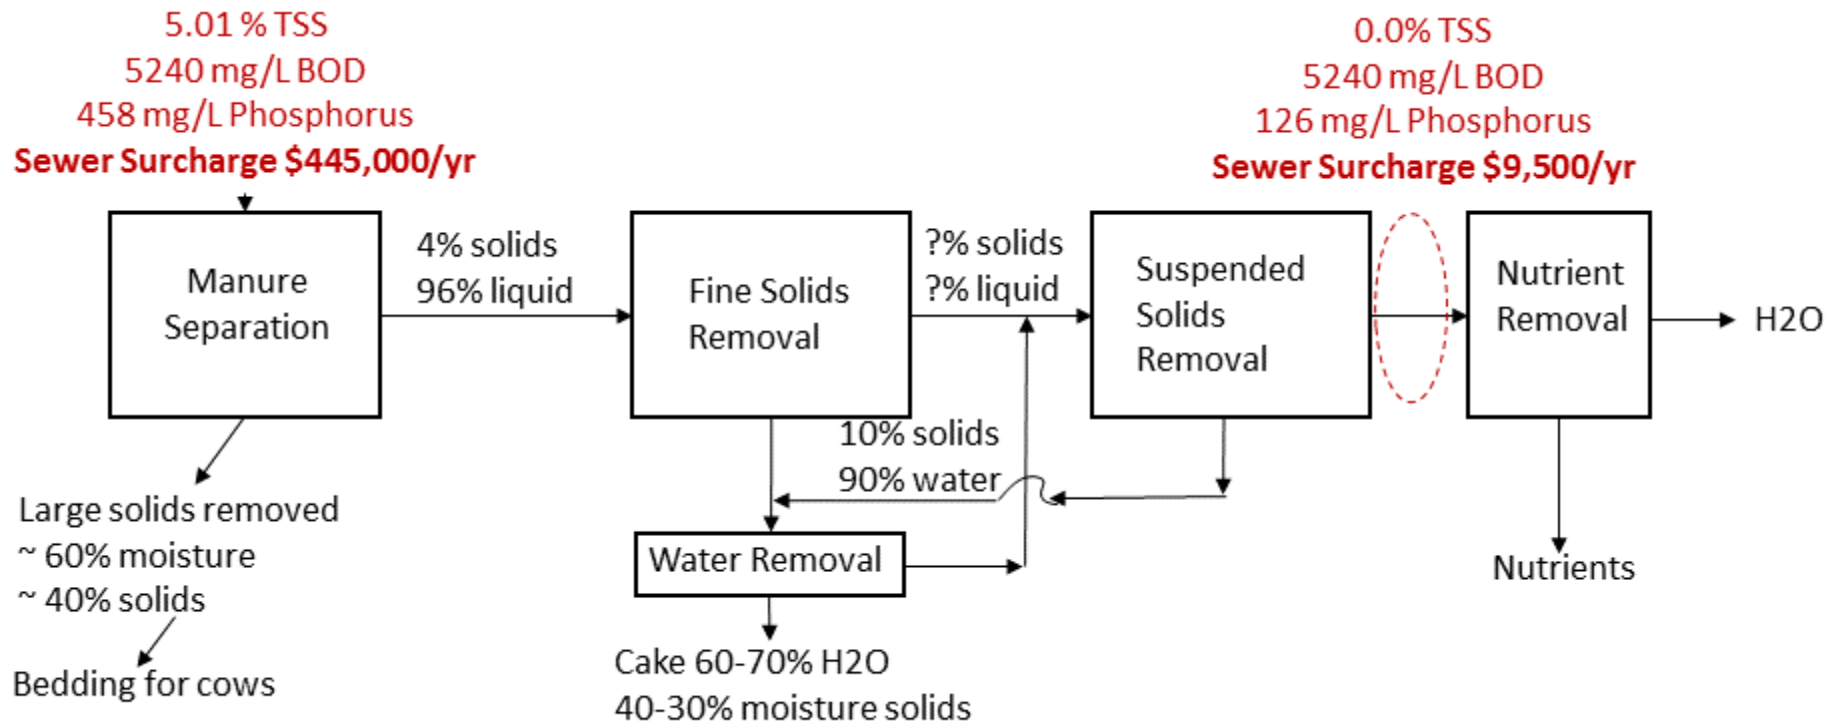 5.01 % TSS
5240 mg/L BOD
458 mg/L Phosphorus
Sewer Surcharge $445,000/yr
0.0% TSS
5240 mg/L BOD
126 mg/L Phosphorus
Sewer Surcharge $9,500/yr
Manure
Separation
4% solids
96% liquid
Fine Solids
Removal
?% solids
?% liquid
Suspended
Solids
Removal
Nutrient
Removal
H2O
10% solids
90% water
Large solids removed
~ 60% moisture
~ 40% solids
Bedding for cows
Water Removal
Cake 60-70% H2O
40-30% moisture solids
Nutrients